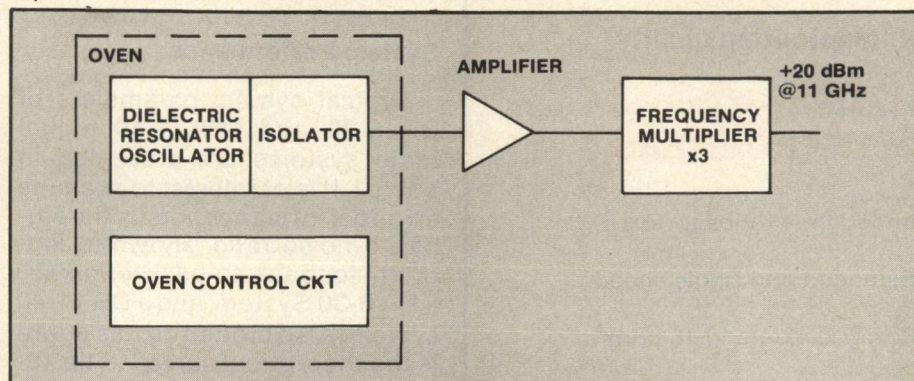 OVEN
DIELECTRIC
RESONATOR
OSCILLATOR
ISOLATOR
OVEN CONTROL CKT
AMPLIFIER
FREQUENCY
MULTIPLIER
x3
+20 dBm
@11 GHz